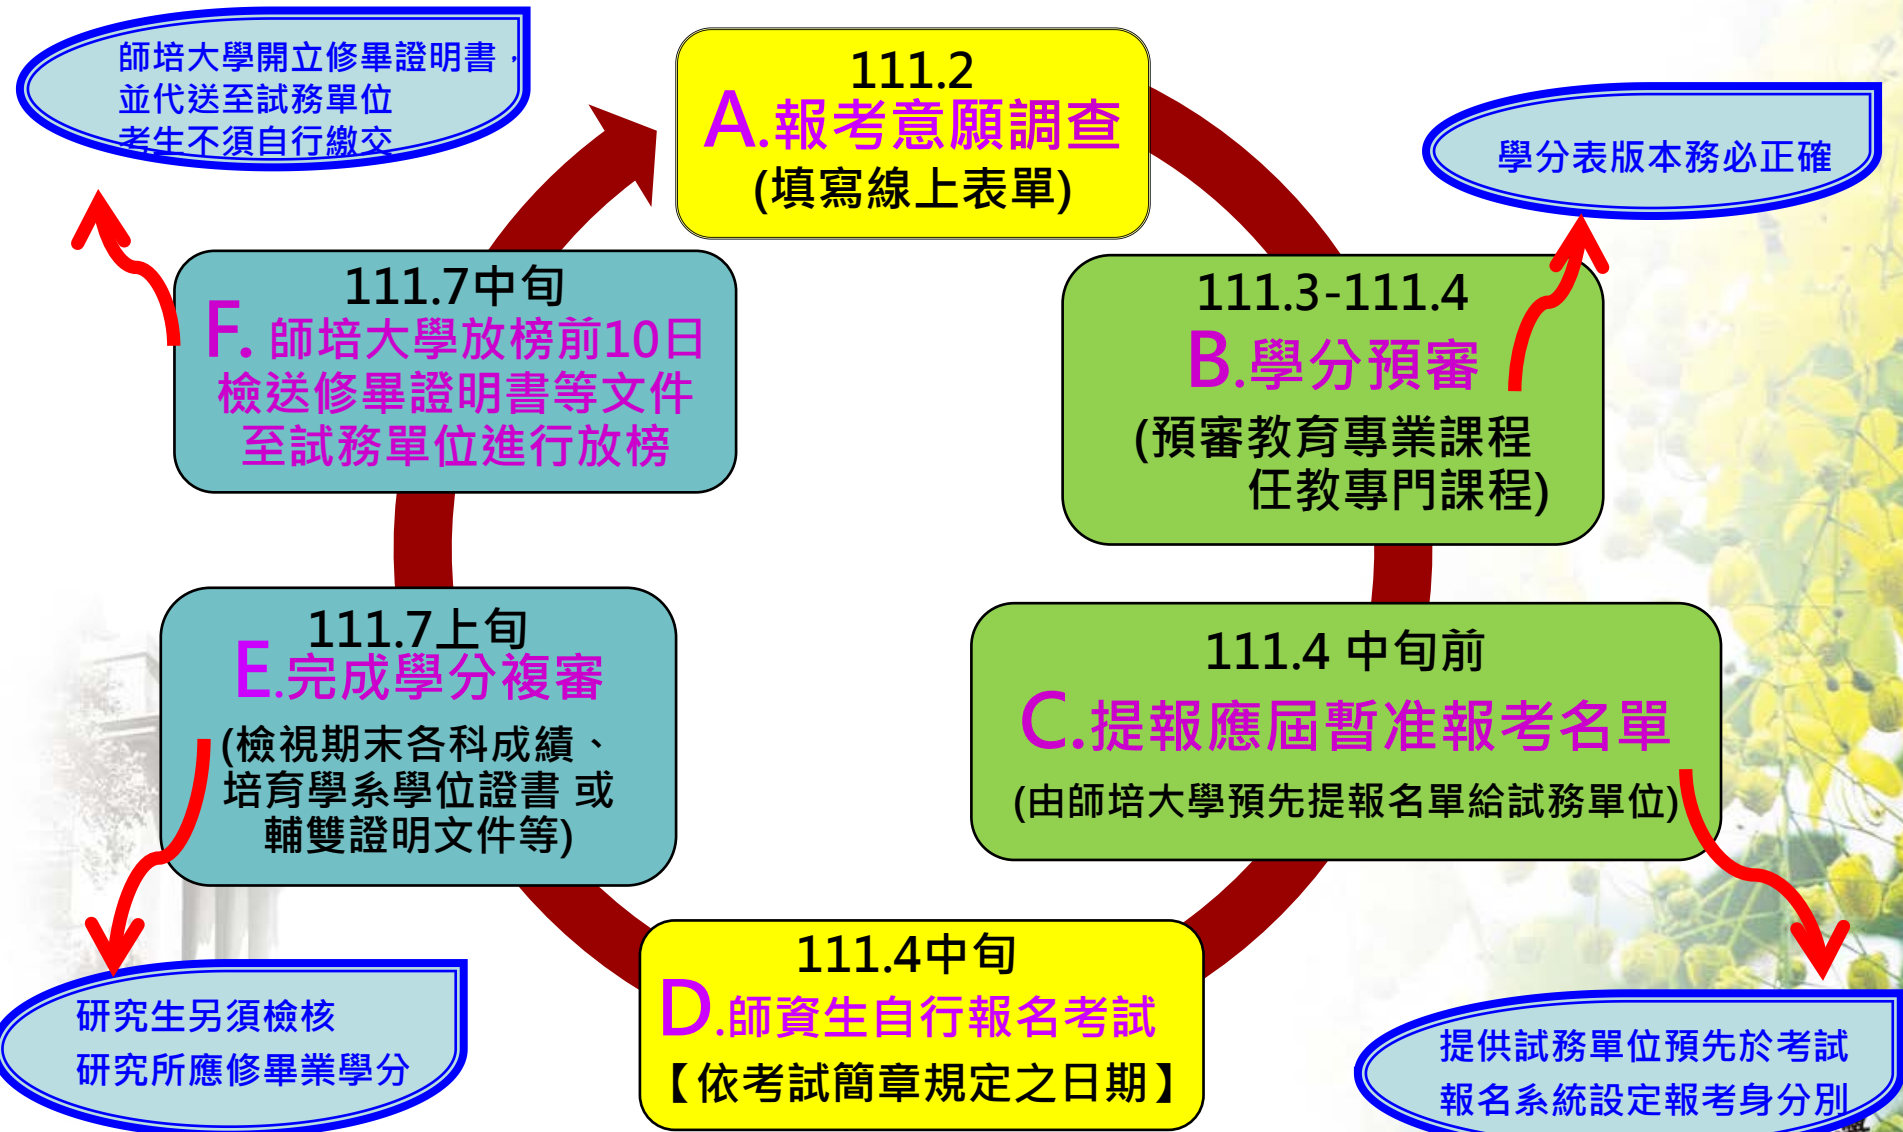 師培大學開立修畢證明書，
並代送至試務單位
考生不須自行繳交
111.2
A.報考意願調查
(填寫線上表單)
學分表版本務必正確
111.7中旬
F. 師培大學放榜前10日
檢送修畢證明書等文件
至試務單位進行放榜
111.3-111.4
B.學分預審
(預審教育專業課程
任教專門課程)
111.7上旬
E.完成學分複審
(檢視期末各科成績、
培育學系學位證書 或
輔雙證明文件等)
111.4 中旬前
C.提報應屆暫准報考名單
(由師培大學預先提報名單給試務單位)
111.4中旬
D.師資生自行報名考試
【依考試簡章規定之日期】
研究生另須檢核
研究所應修畢業學分
提供試務單位預先於考試
報名系統設定報考身分別